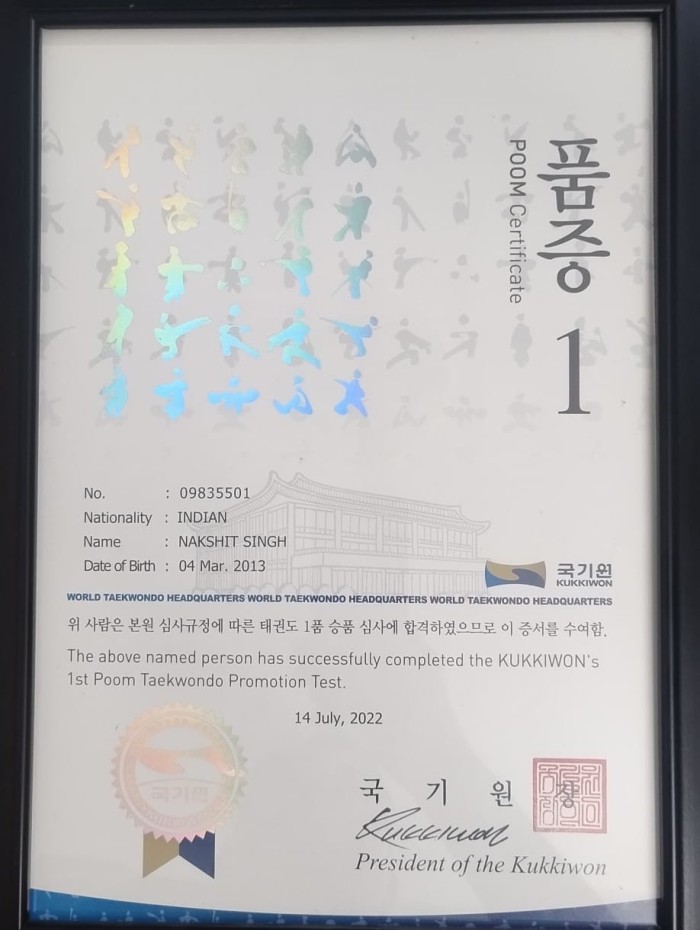 품증 1
POOM Certificate
No. : 09835501
Nationality : INDIAN
Name : NAKSHIT SINGH
Date of Birth : 04 Mar. 2013
국기원
KUKKIWON
WORLD TAEKWONDO HEADQUARTERS WORLD TAEKWONDO HEADQUARTERS WORLD TAEKWONDO HEADQUARTERS
위 사람은 본원 심사규정에 따른 태권도 1품 승품 심사에 합격하였으므로 이 증서를 수여함.
The above named person has successfully completed the KUKKIWON's
1st Poom Taekwondo Promotion Test.
14 July, 2022
국기원
국 기 원 장
Kukkiwon
President of the Kukkiwon